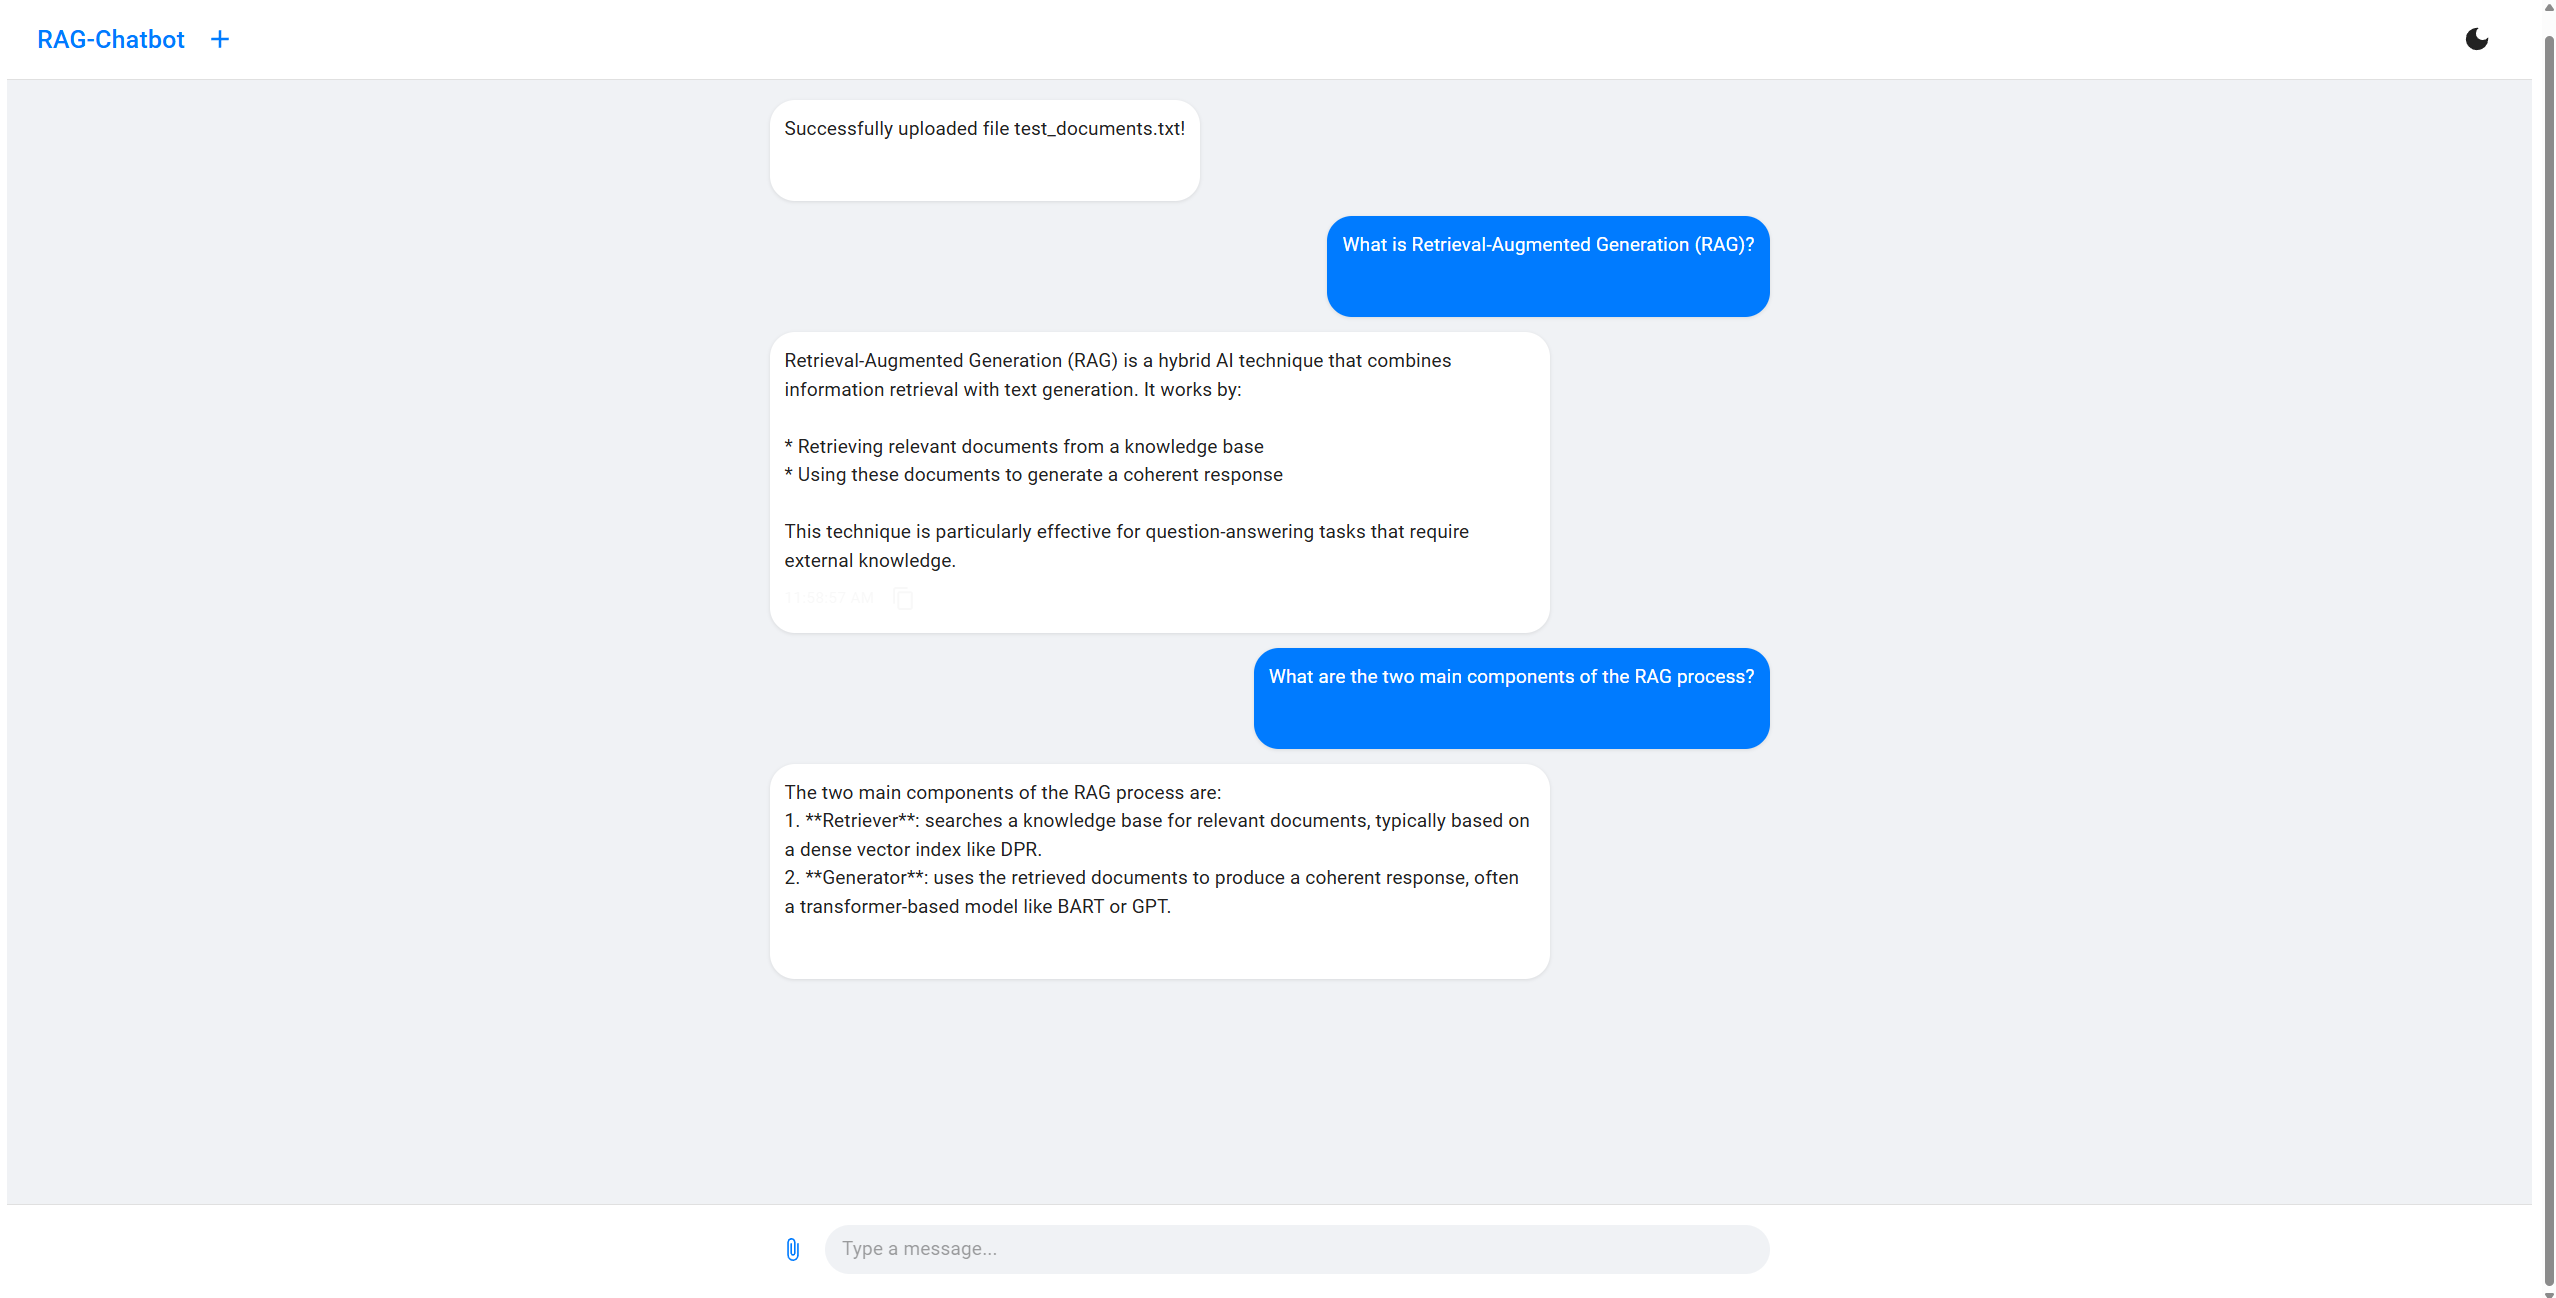 RAG-Chatbot +
Successfully uploaded file test_documents.txt!
What is Retrieval-Augmented Generation (RAG)?
Retrieval-Augmented Generation (RAG) is a hybrid AI technique that combines
information retrieval with text generation. It works by:
* Retrieving relevant documents from a knowledge base
* Using these documents to generate a coherent response
This technique is particularly effective for question-answering tasks that require
external knowledge.
11:58:57 AM
What are the two main components of the RAG process?
The two main components of the RAG process are:
1. **Retriever**: searches a knowledge base for relevant documents, typically based on
a dense vector index like DPR.
2. **Generator**: uses the retrieved documents to produce a coherent response, often
a transformer-based model like BART or GPT.
Type a message...